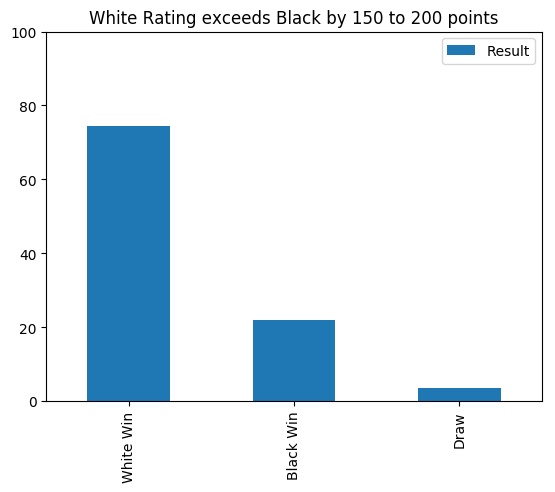 White Rating exceeds Black by 150 to 200 points
Result
100
80
60
40
20
0
White Win
Black Win
Draw